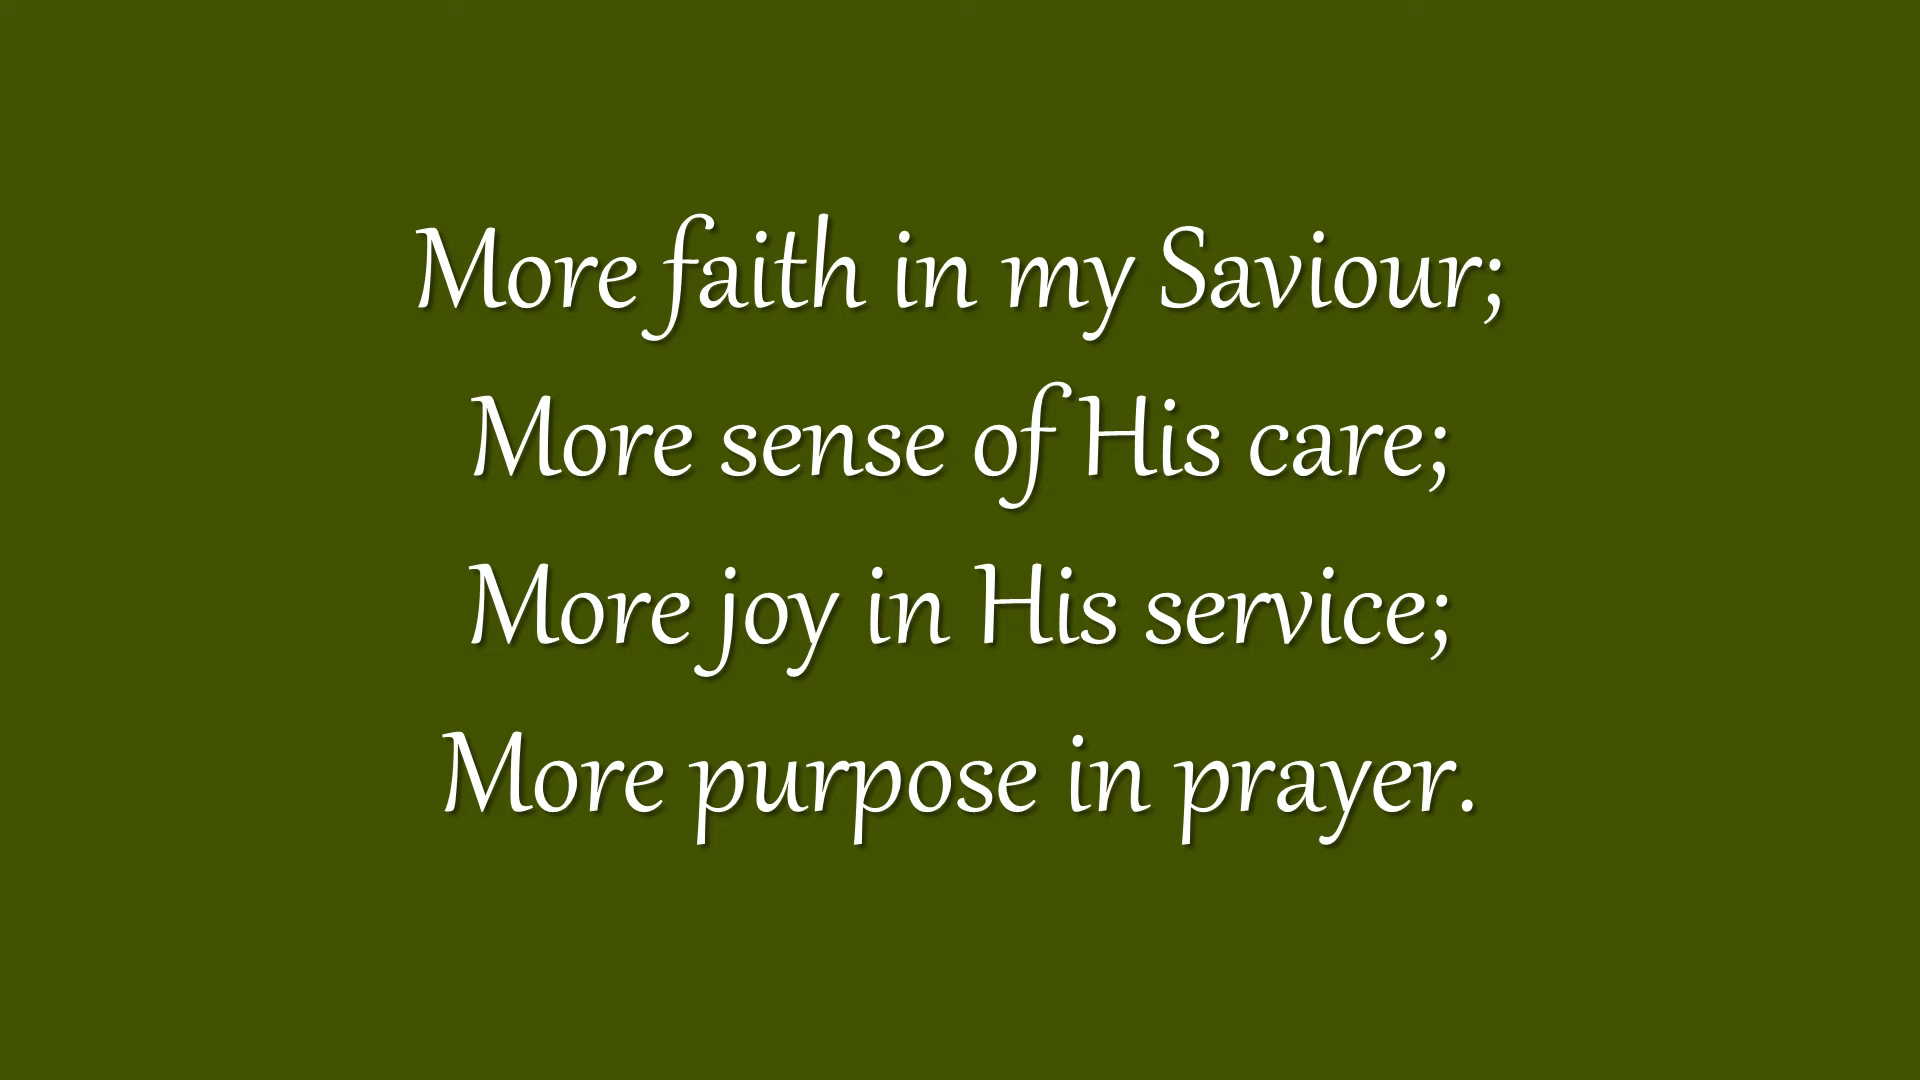 More faith in my Saviour;
More sense of His care;
More joy in His service;
More purpose in prayer.